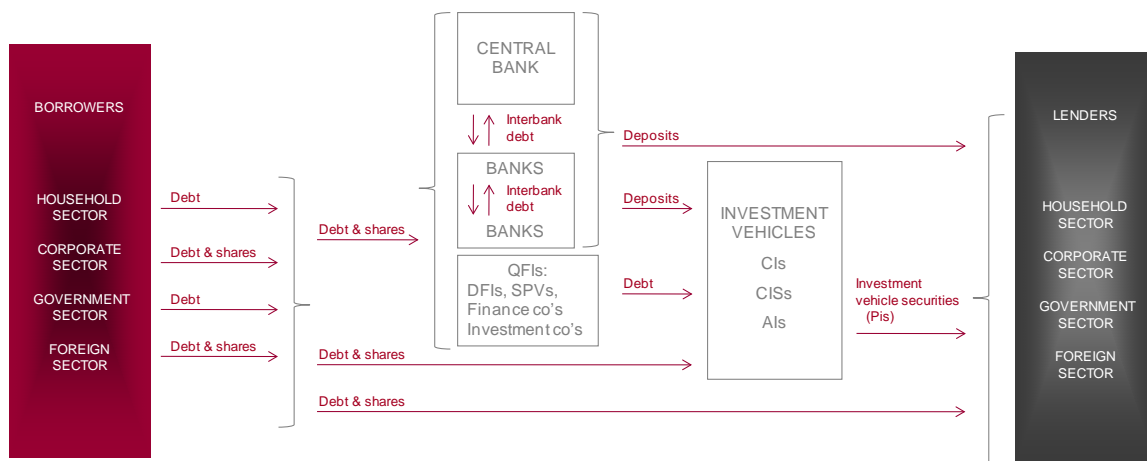 BORROWERS
HOUSEHOLD
SECTOR
CORPORATE
SECTOR
GOVERNMENT
SECTOR
FOREIGN
SECTOR
Debt
Debt & shares
Debt
Debt & shares
Debt & shares
Debt & shares
Debt & shares
CENTRAL
BANK
Interbank
debt
BANKS
Interbank
debt
BANKS
QFIs:
DFIs, SPVs,
Finance co's
Investment co's
Deposits
Deposits
Debt
INVESTMENT
VEHICLES
CIs
CISs
AIs
Investment
vehicle securities
(Pis)
LENDERS
HOUSEHOLD
SECTOR
CORPORATE
SECTOR
GOVERNMENT
SECTOR
FOREIGN
SECTOR